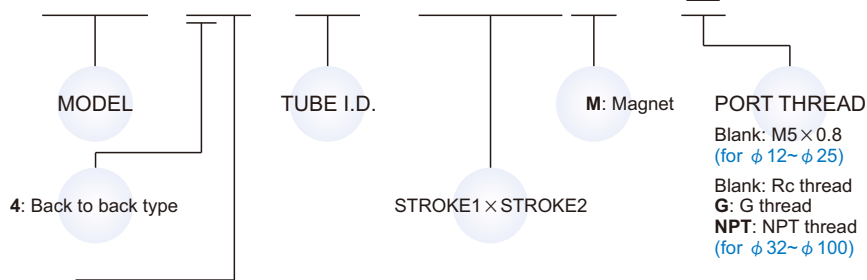 MODEL
TUBE I.D.
M: Magnet
PORT THREAD
Blank: M5×0.8
(for ϕ12~ϕ25)
Blank: Rc thread
G: G thread
NPT: NPT thread
(for ϕ32~ϕ100)
4: Back to back type
STROKE1×STROKE2